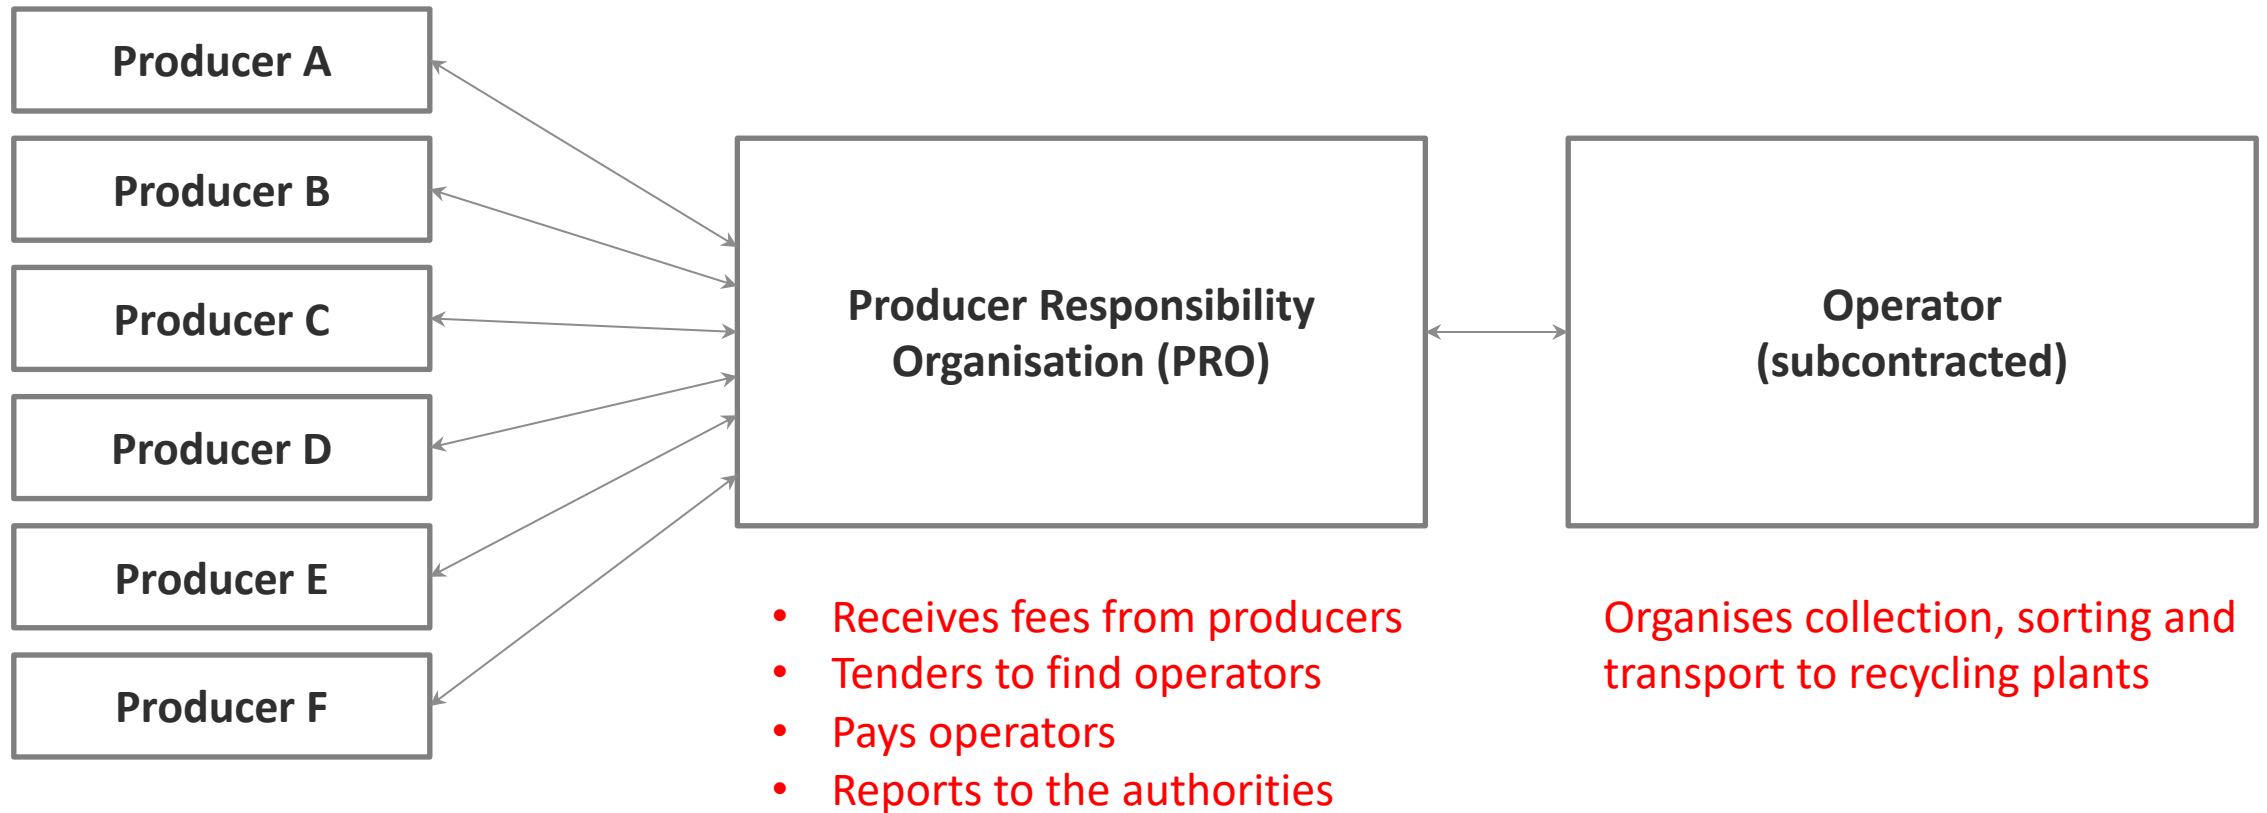 Producer A
Producer B
Producer C
Producer D
Producer E
Producer F
Producer Responsibility
Organisation (PRO)
• Receives fees from producers
• Tenders to find operators
• Pays operators
• Reports to the authorities
Operator
(subcontracted)
Organises collection, sorting and
transport to recycling plants